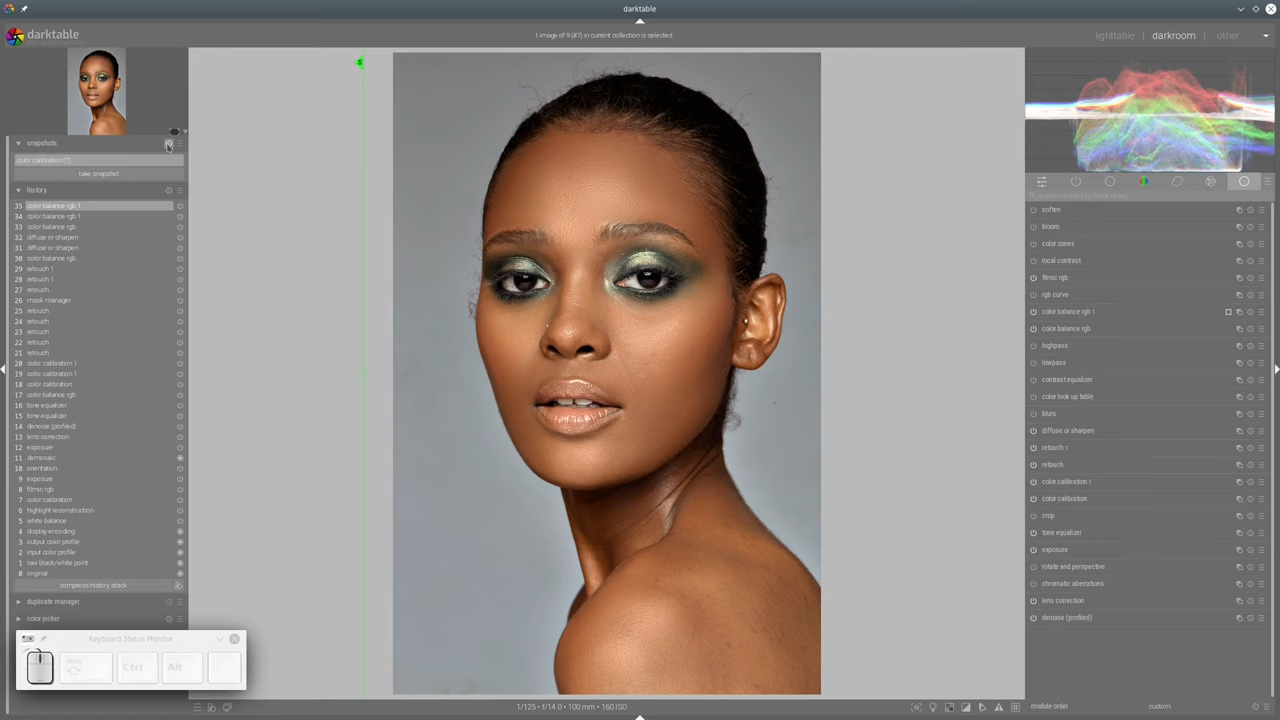 darktable
darktable
1 image of 9 (#7) in current collection is selected
lighttable | darkroom | other
S
snapshots
color calibration (7)
take snapshot
history
35 color balance rgb 1
34 color balance rgb 1
33 color balance rgb
32 diffuse or sharpen
31 diffuse or sharpen
30 color balance rgb
29 retouch 1
28 retouch 1
27 retouch
26 mask manager
25 retouch
24 retouch
23 retouch
22 retouch
21 retouch
20 color calibration 1
19 color calibration 1
18 color calibration
17 color balance rgb
16 tone equalizer
15 tone equalizer
14 denoise (profiled)
13 lens correction
12 exposure
11 demosaic
10 orientation
9 exposure
8 filmic rgb
7 color calibration
6 highlight reconstruction
5 white balance
4 display encoding
3 output color profile
2 input color profile
1 raw black/white point
0 original
compress history stack
duplicate manager
color picker
Keyboard Status Monitor
Ctrl
Alt
1/125 • f/14.0 • 100 mm • 160 ISO
soften
bloom
color zones
local contrast
filmic rgb
rgb curve
color balance rgb 1
color balance rgb
highpass
lowpass
contrast equalizer
color look up table
blurs
diffuse or sharpen
retouch 1
retouch
color calibration 1
color calibration
crop
tone equalizer
exposure
rotate and perspective
chromatic aberrations
lens correction
denoise (profiled)
module order
custom